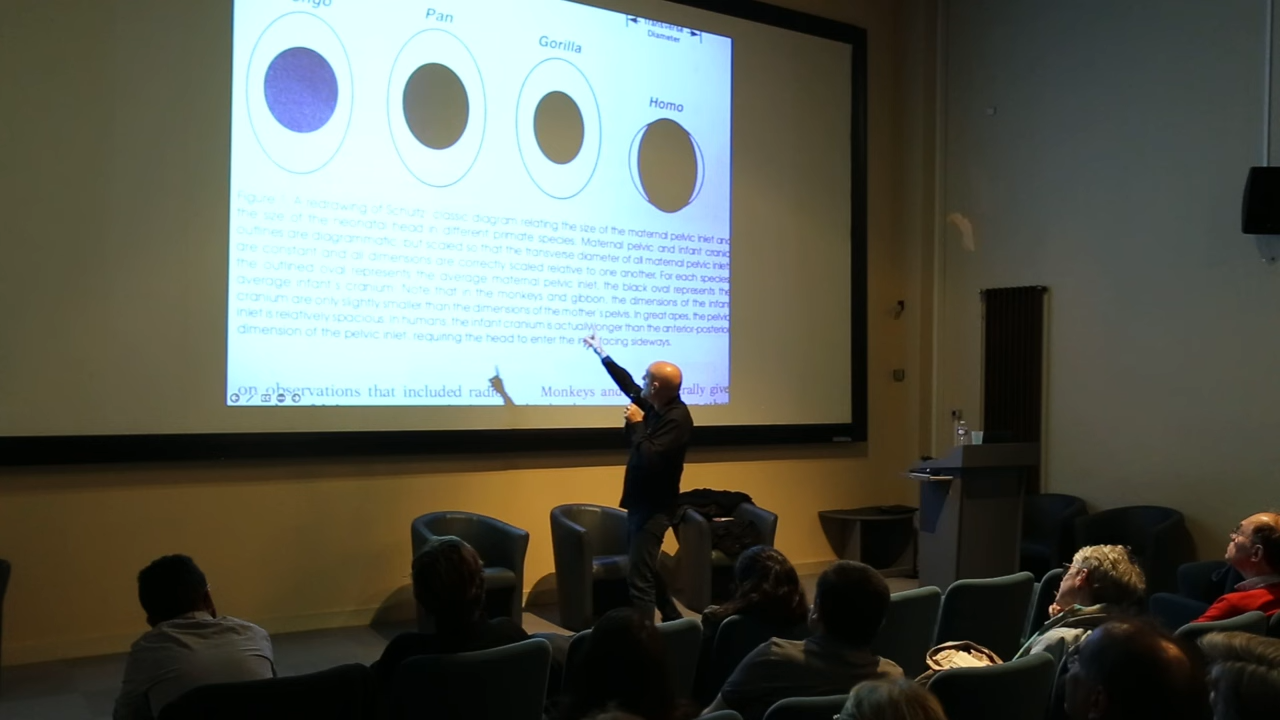 ongo
Pan
Gorilla
Homo
Transverse
Diameter
Figure 1. A redrawing of Schultz' classic diagram relating the size of the maternal pelvic inlet and
the size of the neonatal head in different primate species. Maternal pelvic and infant crania
outlines are diagrammatic, but scaled so that the transverse diameter of all maternal pelvic inlet
are constant and all dimensions are correctly scaled relative to one another. For each species
the outlined oval represents the average maternal pelvic inlet, the black oval represents the
average infant's cranium. Note that in the monkeys and gibbon, the dimensions of the infan
cranium are only slightly smaller than the dimensions of the mother's pelvis. In great apes, the pelvic
inlet is relatively spacious. In humans, the infant cranium is actually longer than the anterior-posterior
dimension of the pelvic inlet, requiring the head to enter the facing sideways.
on observations that included radi
Monkeys and rally give